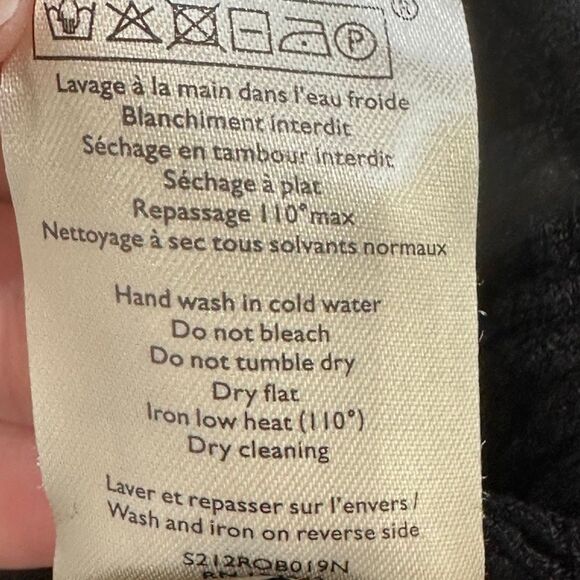 ®
P
Lavage à la main dans l'eau froide
Blanchiment interdit
Séchage en tambour interdit
Séchage à plat
Repassage 110° max
Nettoyage à sec tous solvants normaux
Hand wash in cold water
Do not bleach
Do not tumble dry
Dry flat
Iron low heat (110°)
Dry cleaning
Laver et repasser sur l'envers /
Wash and iron on reverse side
S212ROB019N